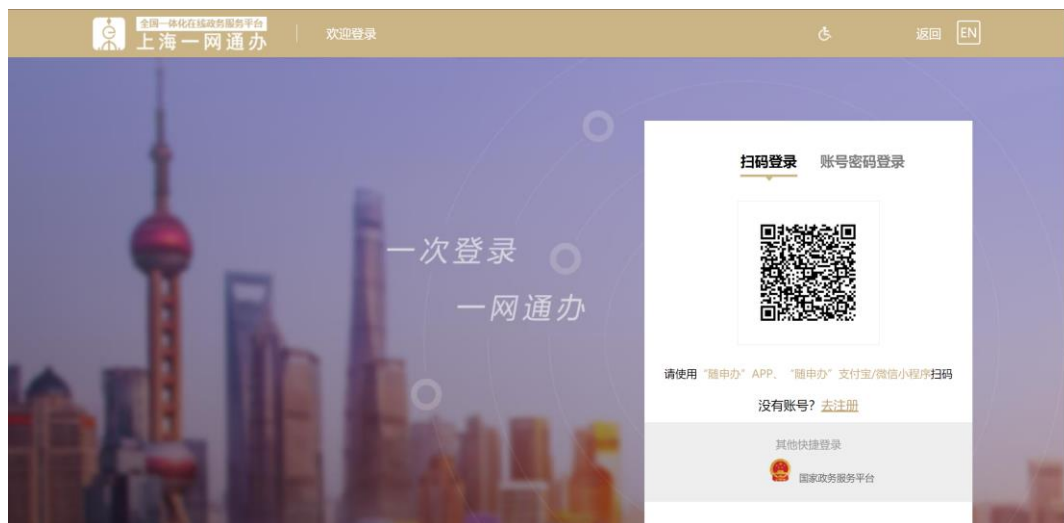 全国一体化在线政务服务平台
上海一网通办
欢迎登录
返回 EN
一次登录
一网通办
扫码登录 账号密码登录
请使用“随申办”APP、“随申办”支付宝/微信小程序扫码
没有账号？去注册
其他快捷登录
国家政务服务平台